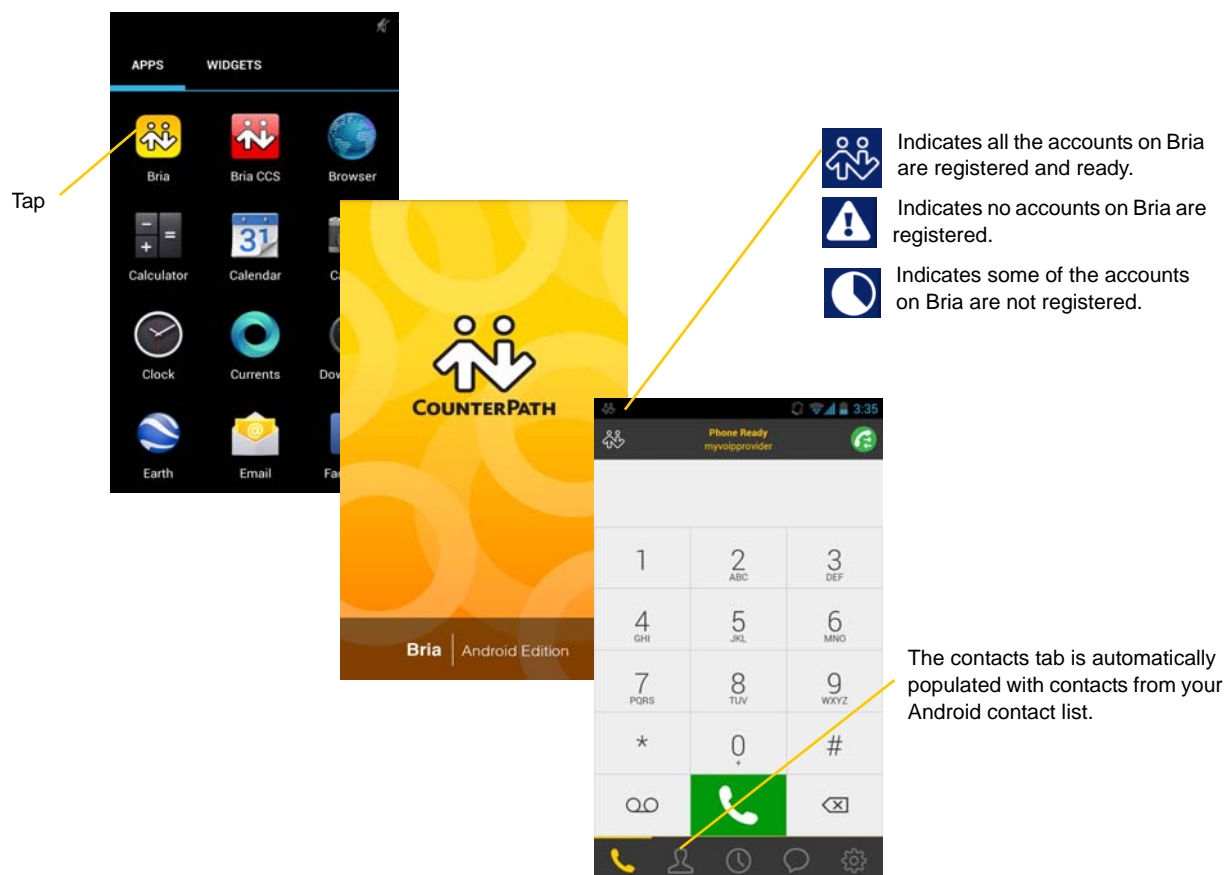 APPS WIDGETS
Bria Bria CCS Browser
Tap
Calculator Calendar
31
Clock Currents
Earth Email
COUNTERPATH
Bria | Android Edition
Indicates all the accounts on Bria
are registered and ready.
Indicates no accounts on Bria are
registered.
Indicates some of the accounts
on Bria are not registered.
3:35
Phone Ready
myvoipprovider
1 2 3
ABC DEF
4 5 6
GHI JKL MNO
7 8 9
PQRS TUV WXYZ
* 0 #
+
The contacts tab is automatically
populated with contacts from your
Android contact list.